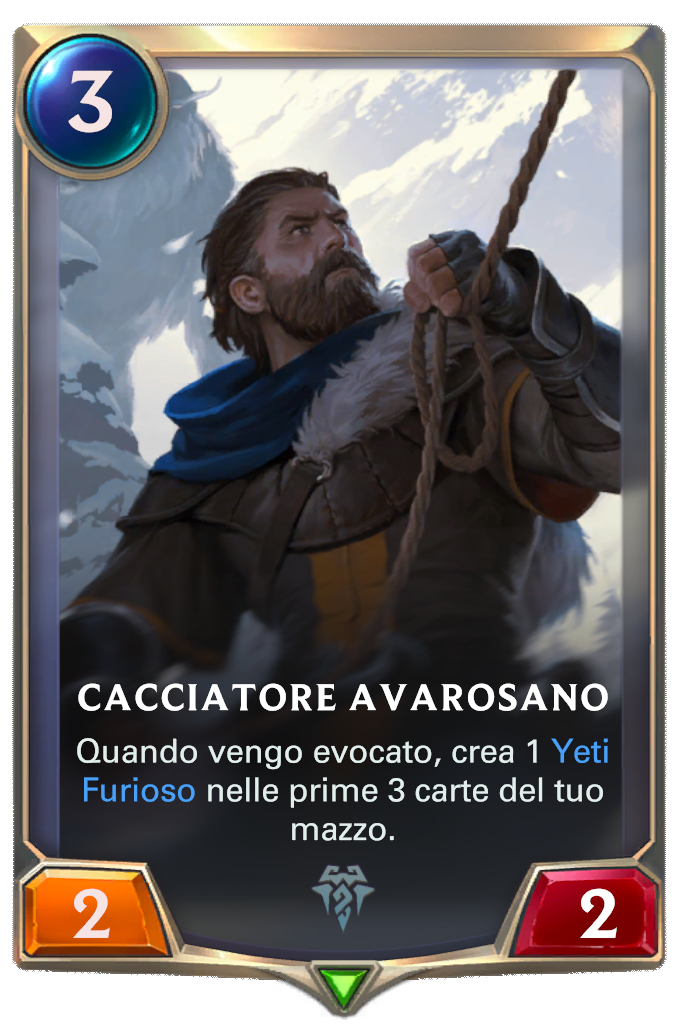 3
CACCIATORE AVAROSANO
Quando vengo evocato, crea 1 Yeti
Furioso nelle prime 3 carte del tuo
mazzo.
2
2